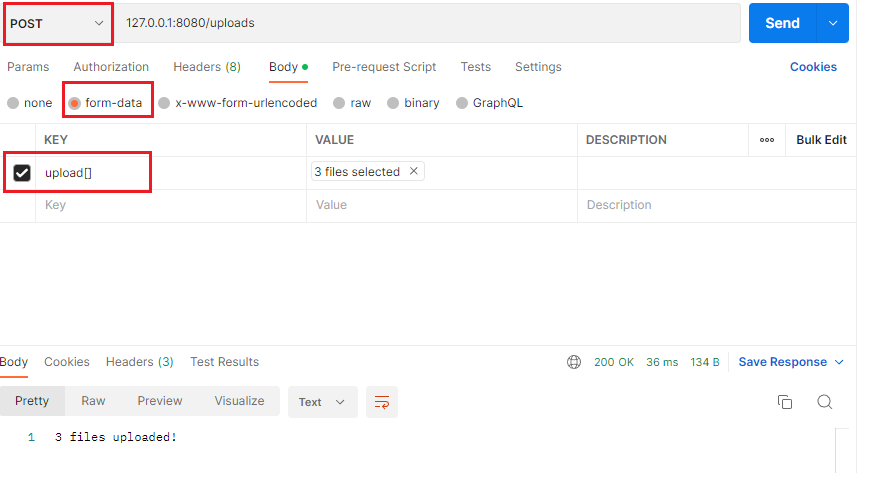 POST 127.0.0.1:8080/uploads Send
Params Authorization Headers (8) Body Pre-request Script Tests Settings Cookies
none form-data x-www-form-urlencoded raw binary GraphQL
KEY VALUE DESCRIPTION ooo Bulk Edit
upload[] 3 files selected ×
Key Value Description
Body Cookies Headers (3) Test Results 200 OK 36 ms 134 B Save Response
Pretty Raw Preview Visualize Text
1 3 files uploaded!